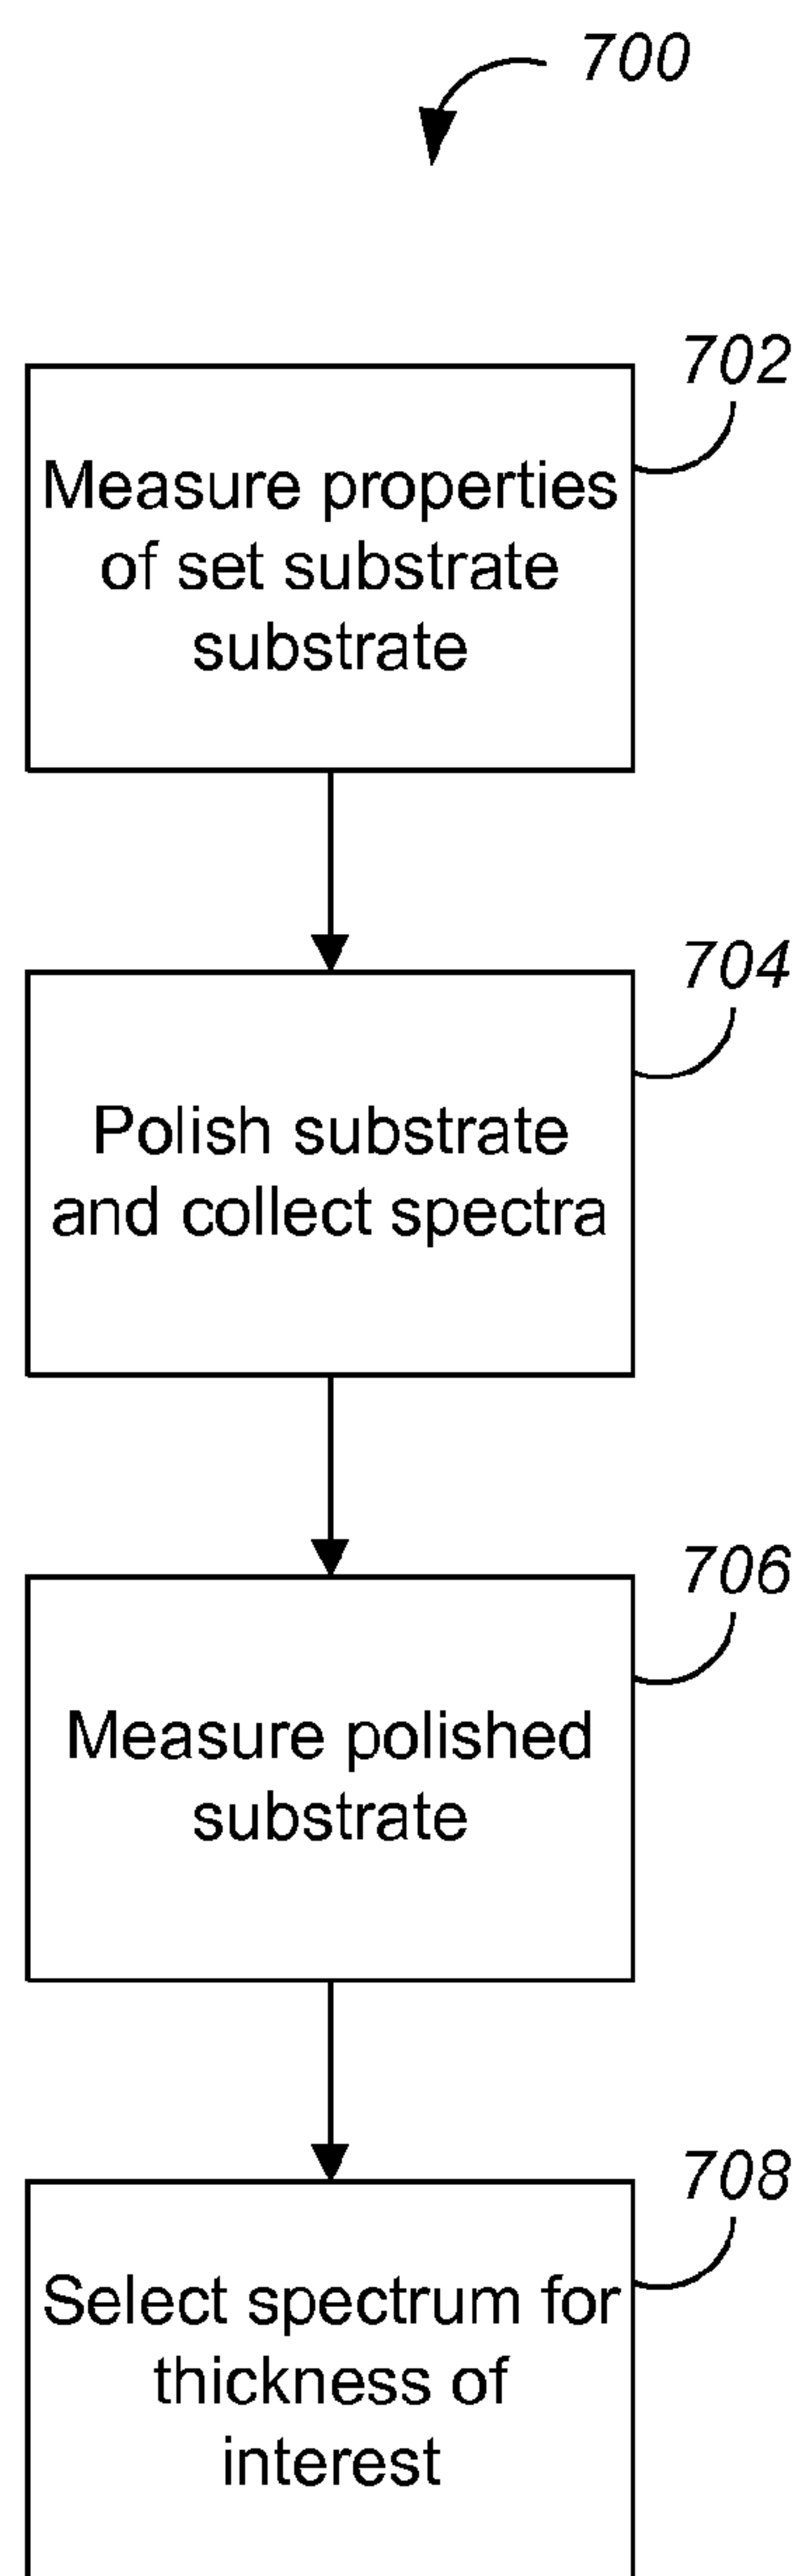 700
702
Measure properties
of set substrate
substrate
704
Polish substrate
and collect spectra
706
Measure polished
substrate
708
Select spectrum for
thickness of
interest